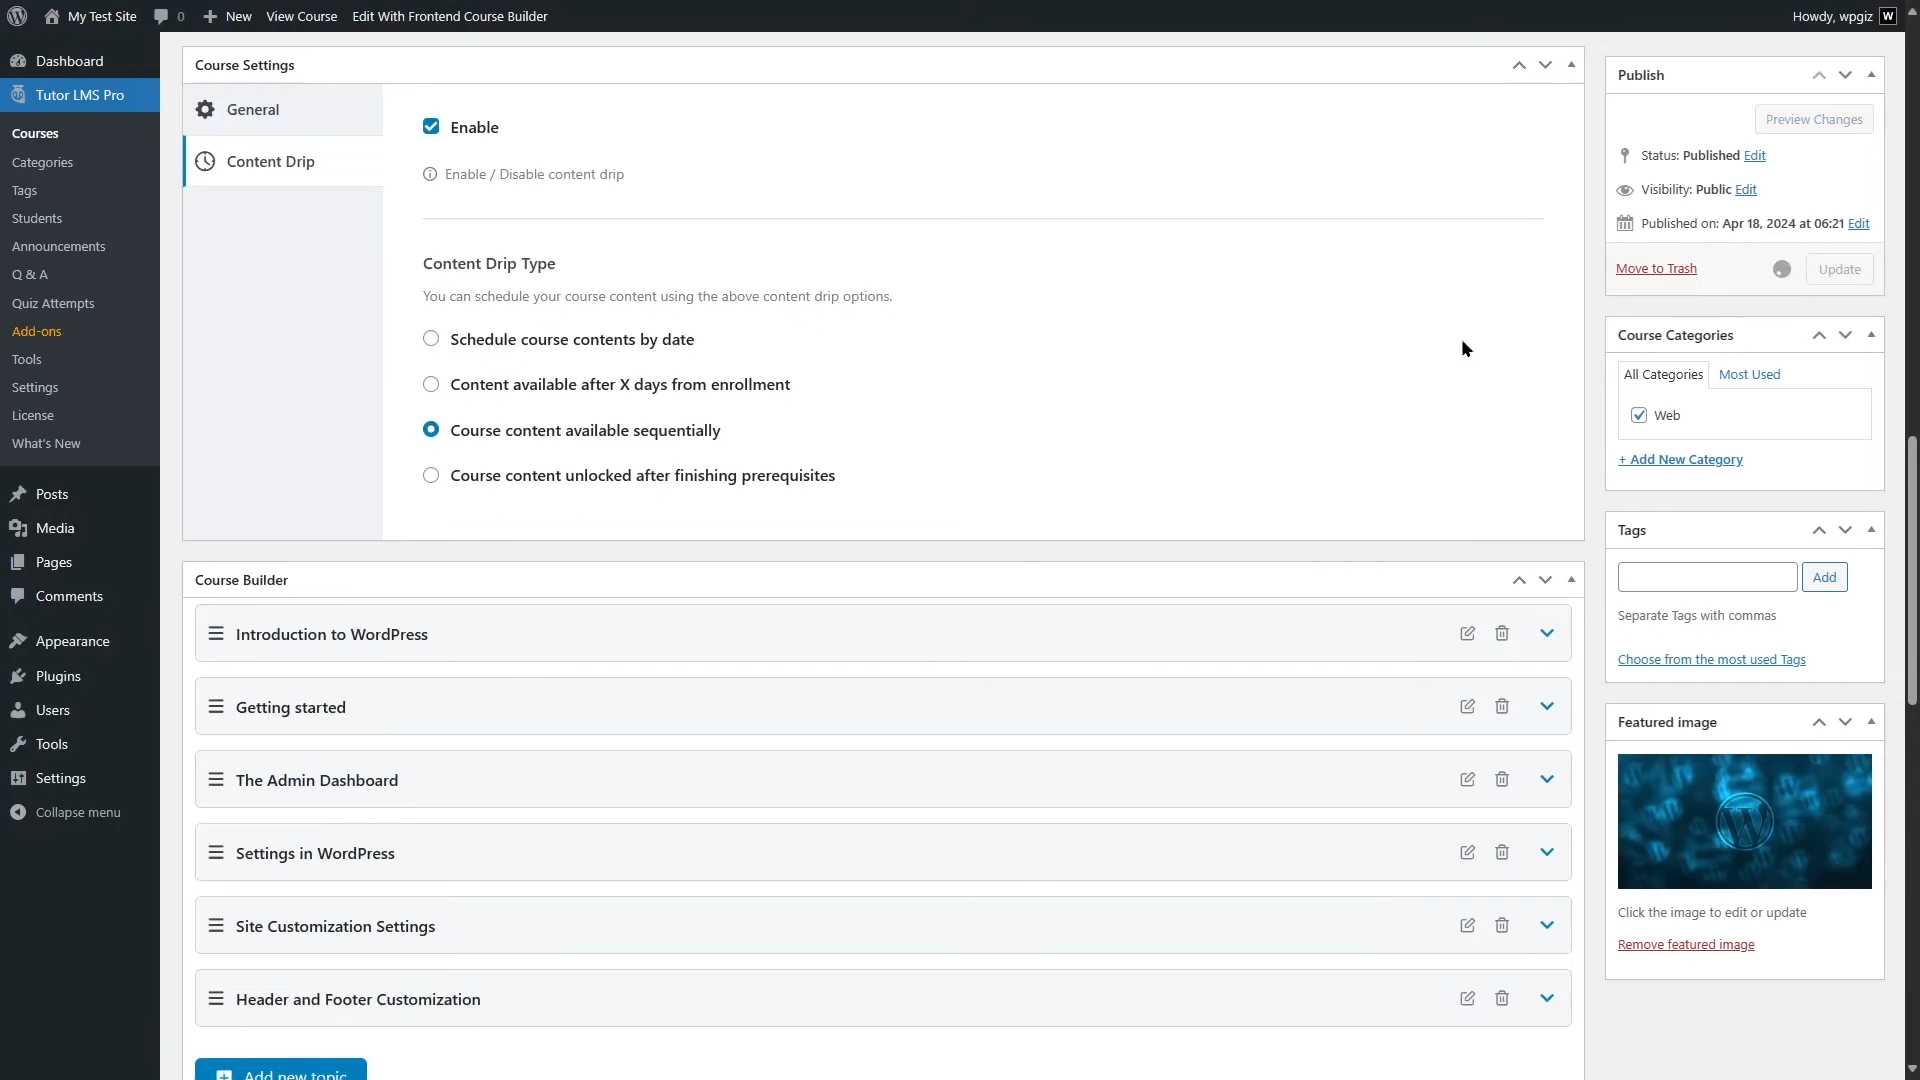 My Test Site
0
New
View Course
Edit With Frontend Course Builder
Howdy, wpgiz
W
Dashboard
Tutor LMS Pro
Courses
Categories
Tags
Students
Announcements
Q & A
Quiz Attempts
Add-ons
Tools
Settings
License
What's New
Posts
Media
Pages
Comments
Appearance
Plugins
Users
Tools
Settings
Collapse menu
Course Settings
General
Content Drip
Enable
Enable / Disable content drip
Content Drip Type
You can schedule your course content using the above content drip options.
Schedule course contents by date
Content available after X days from enrollment
Course content available sequentially
Course content unlocked after finishing prerequisites
Course Builder
Introduction to WordPress
Getting started
The Admin Dashboard
Settings in WordPress
Site Customization Settings
Header and Footer Customization
Add new topic
Publish
Preview Changes
Status: Published Edit
Visibility: Public Edit
Published on: Apr 18, 2024 at 06:21 Edit
Move to Trash
Update
Course Categories
All Categories
Most Used
Web
+ Add New Category
Tags
Add
Separate Tags with commas
Choose from the most used Tags
Featured image
Click the image to edit or update
Remove featured image